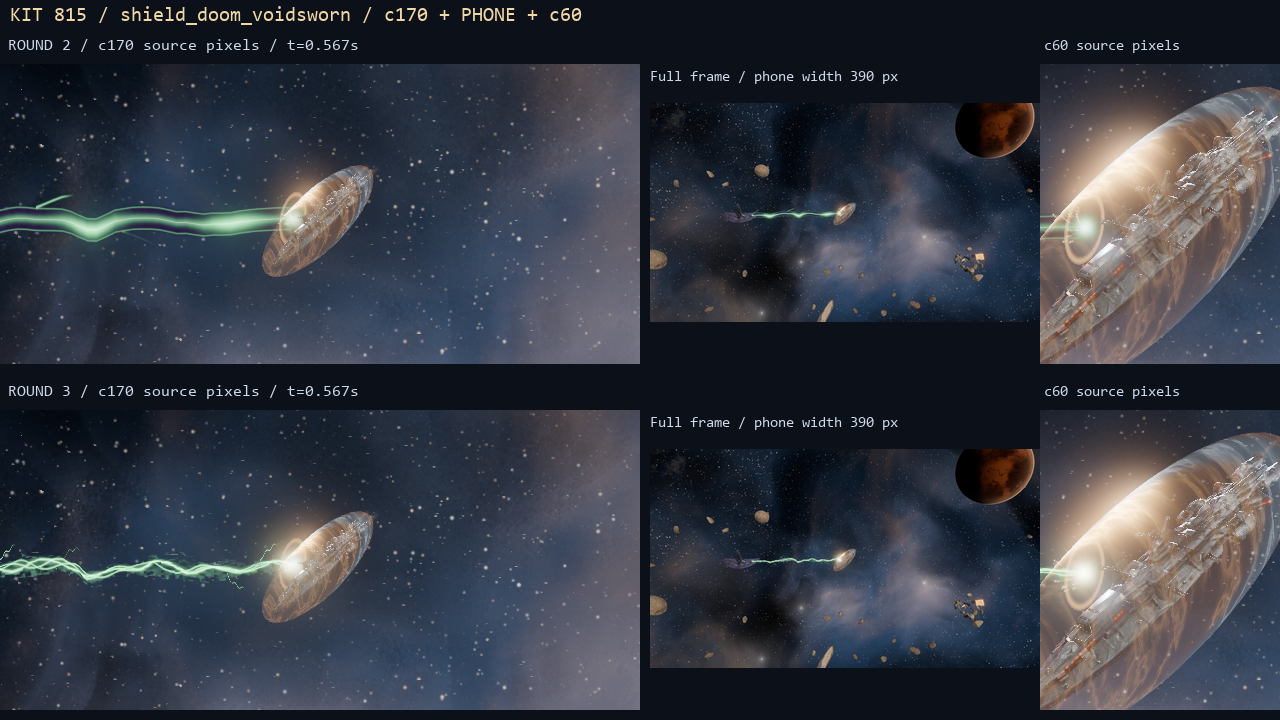 KIT 815 / shield_doom_voidsworn / c170 + PHONE + c60
ROUND 2 / c170 source pixels / t=0.567s
Full frame / phone width 390 px
c60 source pixels
ROUND 3 / c170 source pixels / t=0.567s
Full frame / phone width 390 px
c60 source pixels